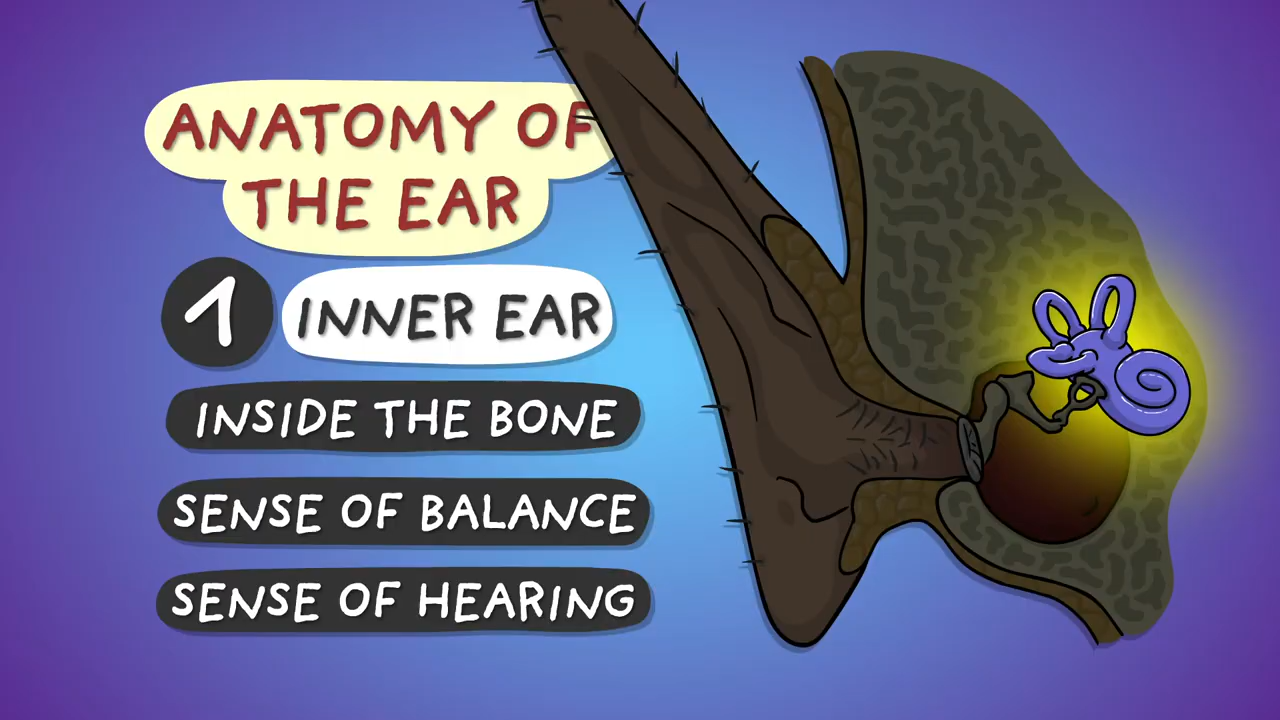 ANATOMY OF
THE EAR
1 INNER EAR
INSIDE THE BONE
SENSE OF BALANCE
SENSE OF HEARING